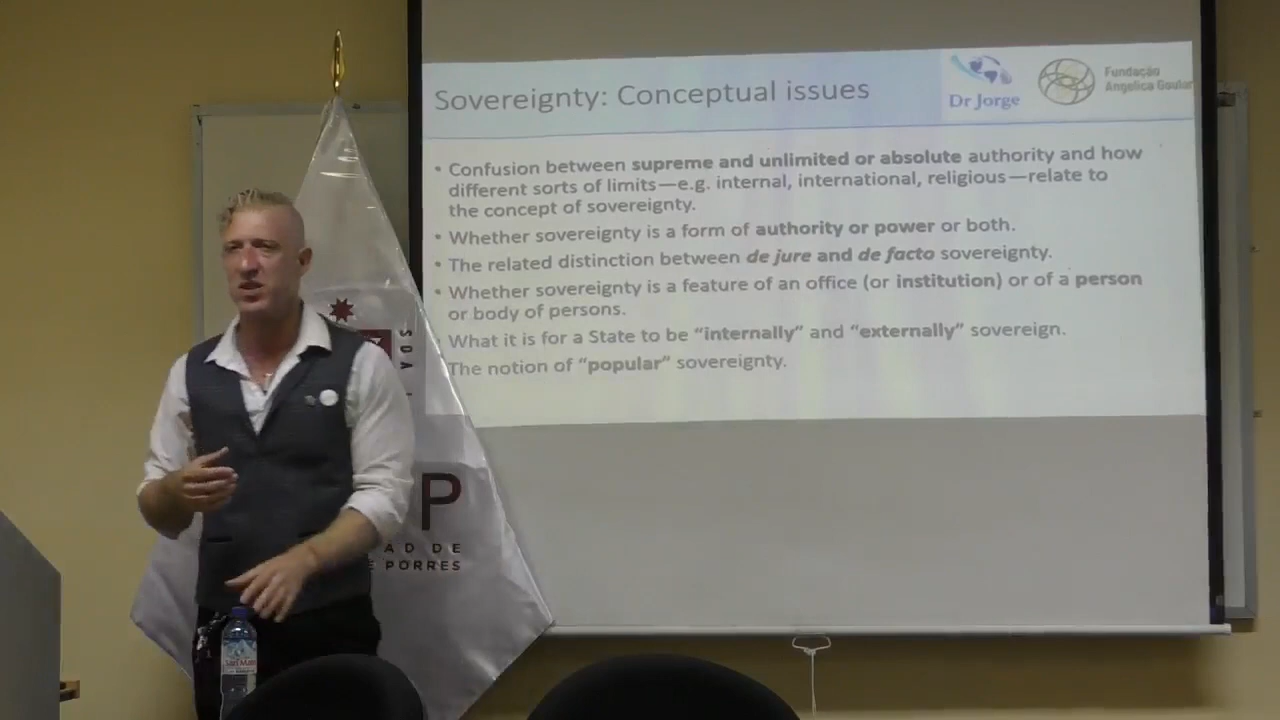 Sovereignty: Conceptual issues
Dr Jorge
Fundação
Angelica Goular
• Confusion between supreme and unlimited or absolute authority and how
different sorts of limits—e.g. internal, international, religious—relate to
the concept of sovereignty.
• Whether sovereignty is a form of authority or power or both.
• The related distinction between de jure and de facto sovereignty.
• Whether sovereignty is a feature of an office (or institution) or of a person
or body of persons.
What it is for a State to be “internally” and “externally” sovereign.
The notion of “popular” sovereignty.
P
AD DE
E PORRES